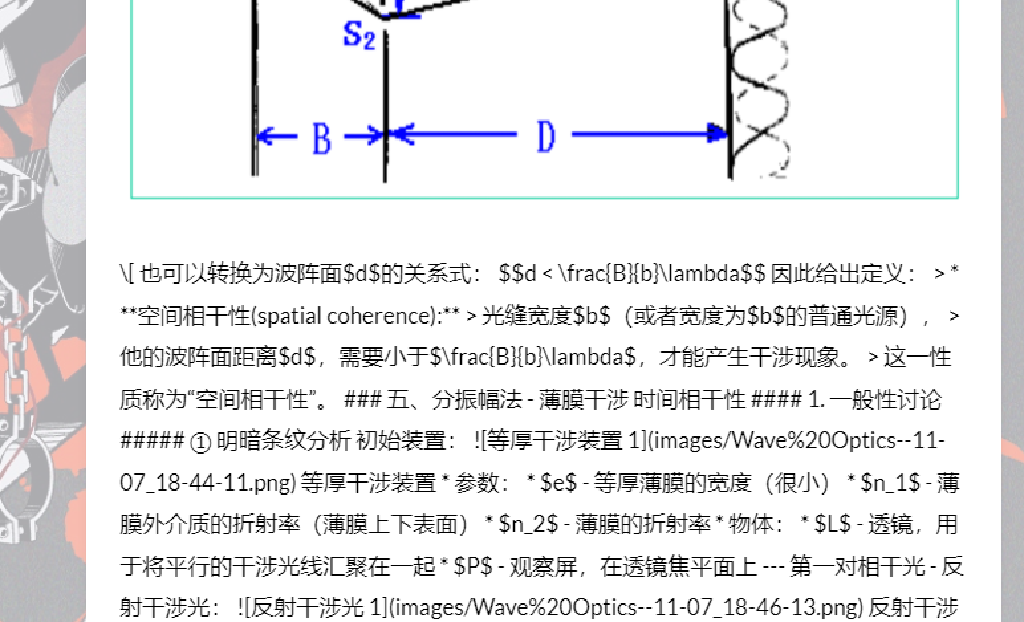 S₂
B
D
\[ 也可以转换为波阵面$d$的关系式： $$d < \frac{B}{b}\lambda$$ 因此给出定义： > *
**空间相干性(spatial coherence):** > 光缝宽度$b$（或者宽度为$b$的普通光源）， >
他的波阵面距离$d$，需要小于$\frac{B}{b}\lambda$，才能产生干涉现象。 > 这一性
质称为“空间相干性”。 ### 五、分振幅法 - 薄膜干涉 时间相干性 #### 1. 一般性讨论
##### ① 明暗条纹分析 初始装置： ![等厚干涉装置 1](images/Wave%20Optics--11-
07_18-44-11.png) 等厚干涉装置 * 参数： * $e$ - 等厚薄膜的宽度（很小） * $n_1$ - 薄
膜外介质的折射率（薄膜上下表面） * $n_2$ - 薄膜的折射率 * 物体： * $L$ - 透镜，用
于将平行的干涉光线汇聚在一起 * $P$ - 观察屏，在透镜焦平面上 --- 第一对相干光 - 反
射干涉光： ![反射干涉光 1](images/Wave%20Optics--11-07_18-46-13.png) 反射干涉